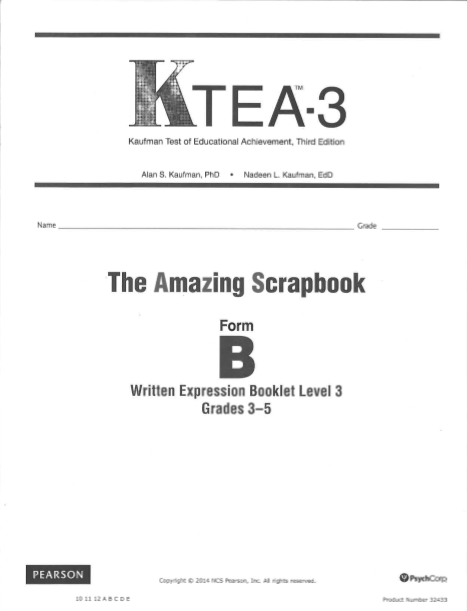 KTEA™-3
Kaufman Test of Educational Achievement, Third Edition
Alan S. Kaufman, PhD • Nadeen L. Kaufman, EdD
Name Grade
The Amazing Scrapbook
Form
B
Written Expression Booklet Level 3
Grades 3–5
PEARSON
Copyright © 2014 NCS Pearson, Inc. All rights reserved.
PsychCorp
10 11 12 A B C D E
Product Number 32433